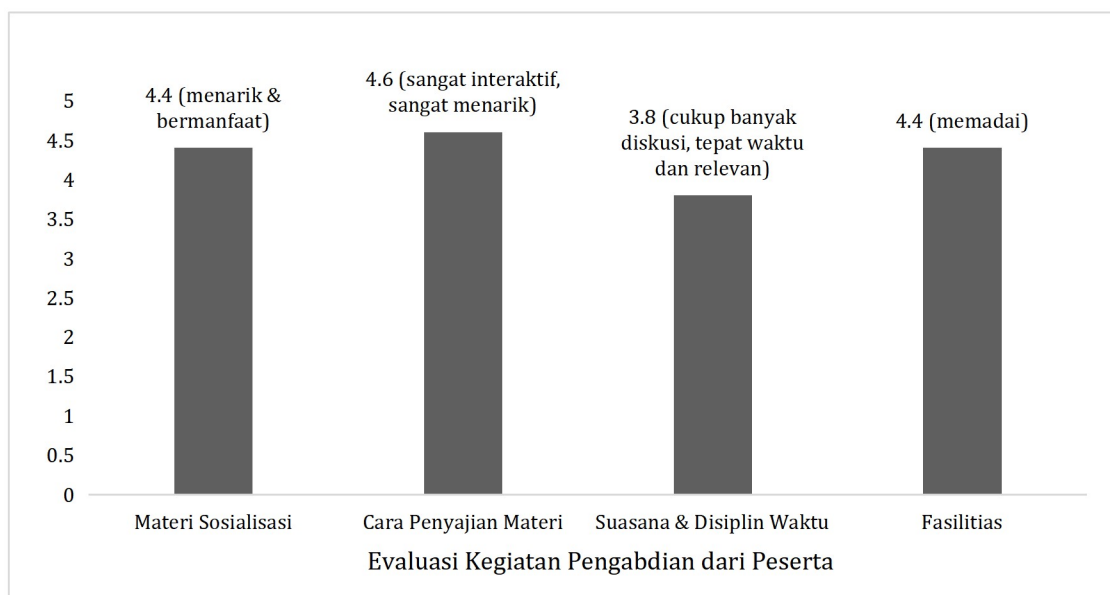 4.4 (menarik &
bermanfaat)
4.6 (sangat interaktif,
sangat menarik)
3.8 (cukup banyak
diskusi, tepat waktu
dan relevan)
4.4 (memadai)
5
4.5
4
3.5
3
2.5
2
1.5
1
0.5
0
Materi Sosialisasi
Cara Penyajian Materi
Suasana & Disiplin Waktu
Fasilitias
Evaluasi Kegiatan Pengabdian dari Peserta